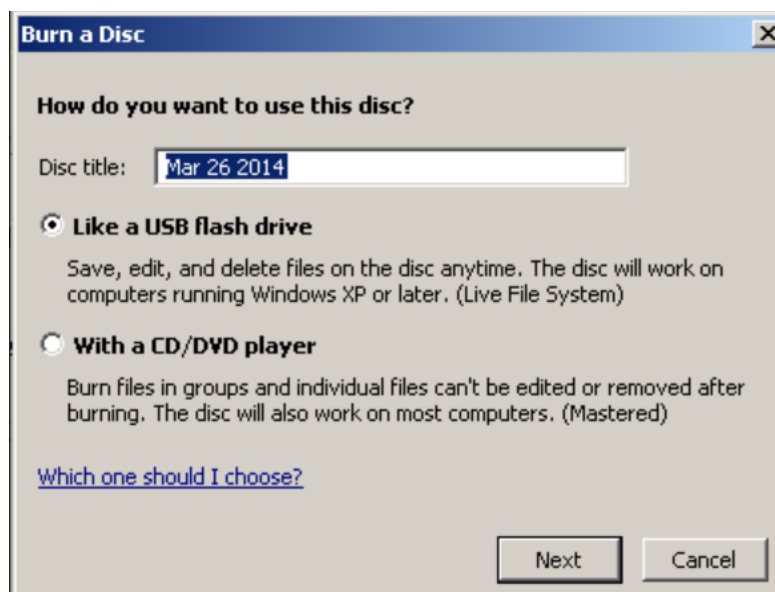 Burn a Disc
How do you want to use this disc?
Disc title: Mar 26 2014
Like a USB flash drive
Save, edit, and delete files on the disc anytime. The disc will work on
computers running Windows XP or later. (Live File System)
With a CD/DVD player
Burn files in groups and individual files can't be edited or removed after
burning. The disc will also work on most computers. (Mastered)
Which one should I choose?
Next Cancel